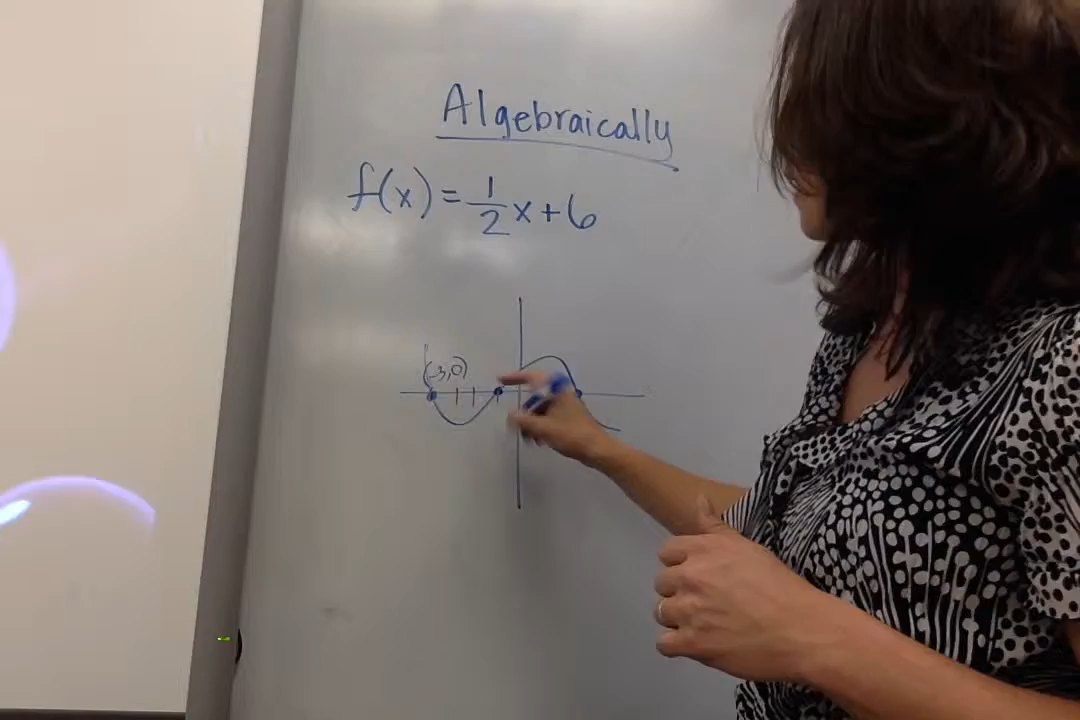 Algebraically
f(x) = 1/2 x + 6
(-3,0)